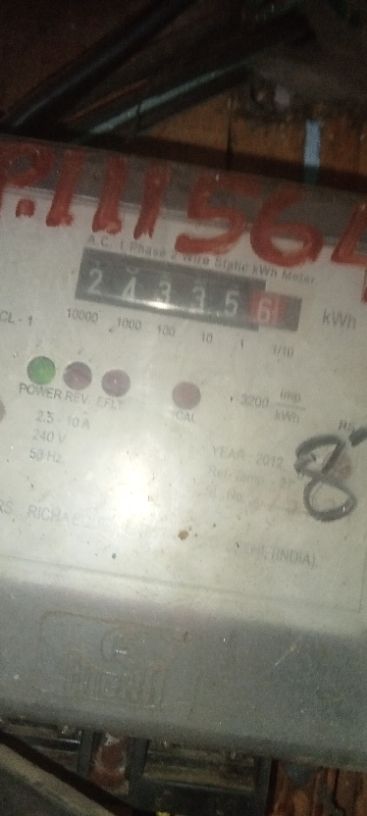 P.111564
A.C. 1 Phase 2 Wire Static kWh Meter
2 4 3 3 5 6 kWh
CL-1 10000 1000 100 10 1 1/10
POWER REV. E/L CAL 3200 imp/kWh
2.5 - 10 A
240 V
50 Hz
YEAR - 2012
8
(INDIA)